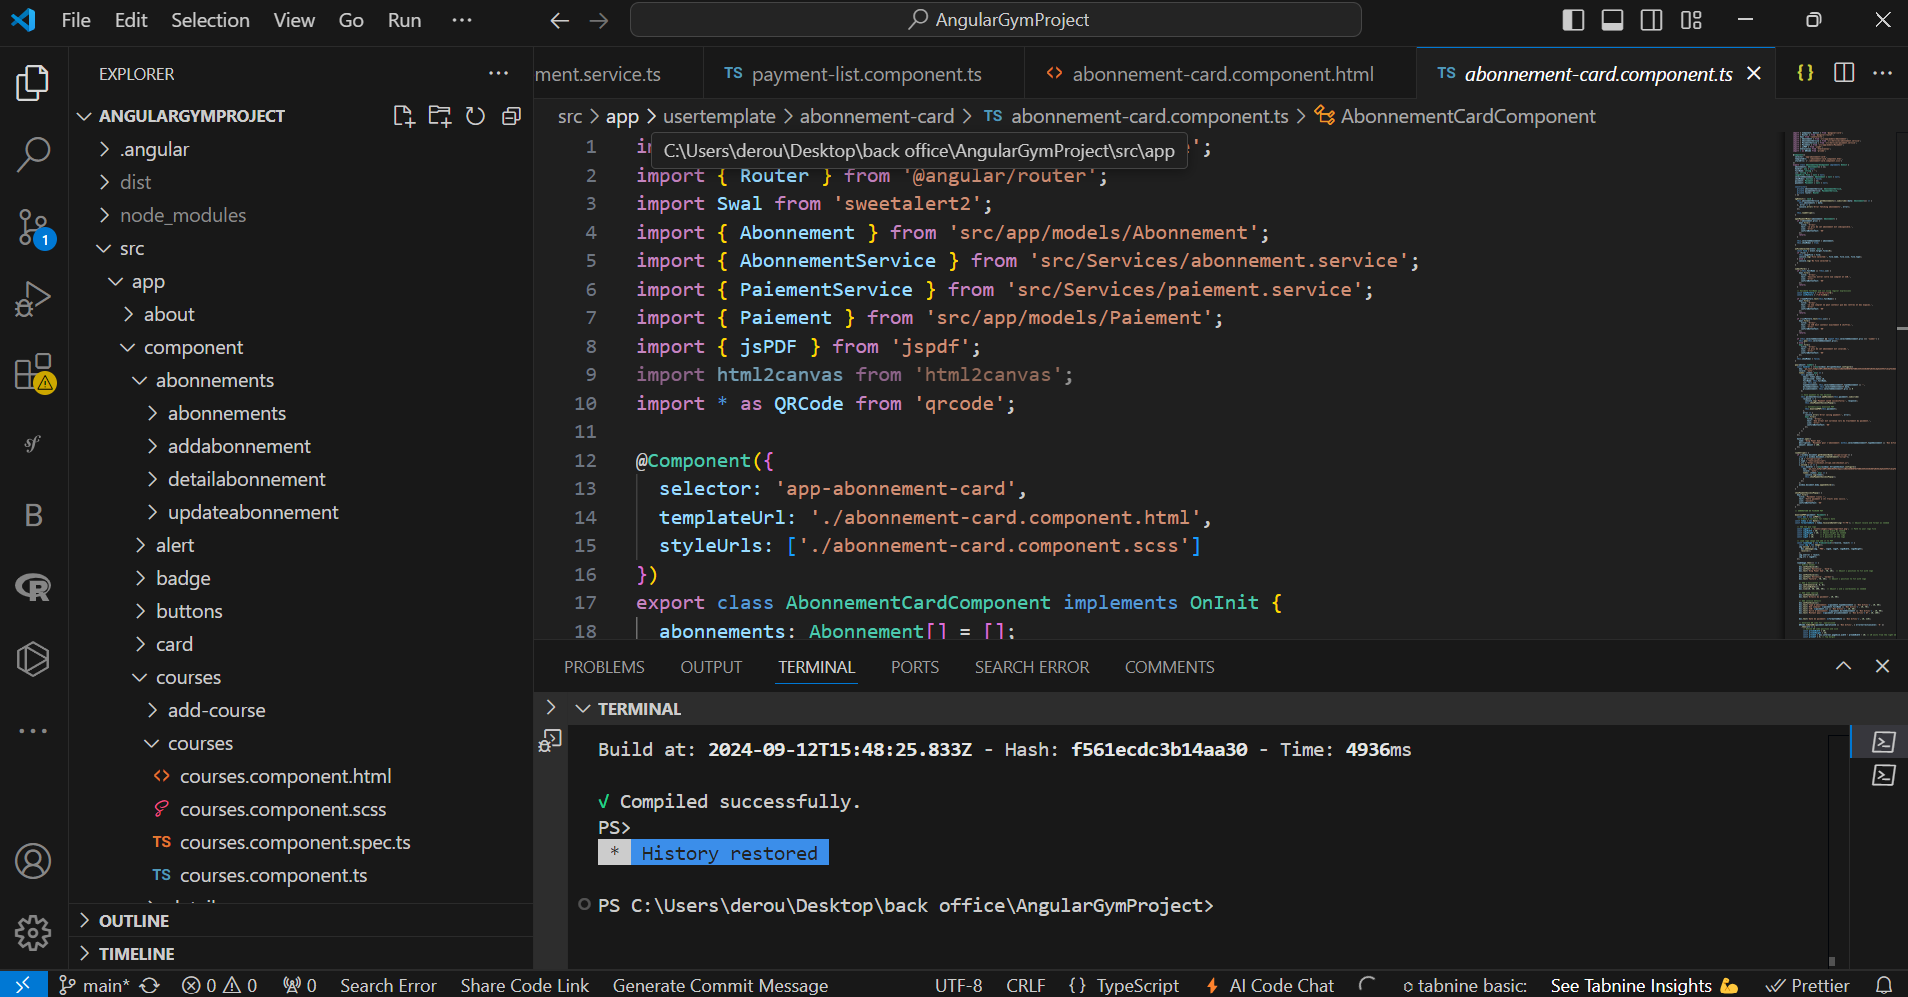 File Edit Selection View Go Run ···
AngularGymProject
EXPLORER
ANGULARGYMPROJECT
.angular
dist
node_modules
src
app
about
component
abonnements
abonnements
addabonnement
detailabonnement
updateabonnement
alert
badge
buttons
card
courses
add-course
courses
courses.component.html
courses.component.scss
TS courses.component.spec.ts
TS courses.component.ts
OUTLINE
TIMELINE
1
B
R
ment.service.ts TS payment-list.component.ts <> abonnement-card.component.html TS abonnement-card.component.ts
src > app > usertemplate > abonnement-card > TS abonnement-card.component.ts > AbonnementCardComponent
C:\Users\derou\Desktop\back office\AngularGymProject\src\app
1 ';
2 import { Router } from '@angular/router';
3 import Swal from 'sweetalert2';
4 import { Abonnement } from 'src/app/models/Abonnement';
5 import { AbonnementService } from 'src/Services/abonnement.service';
6 import { PaiementService } from 'src/Services/paiement.service';
7 import { Paiement } from 'src/app/models/Paiement';
8 import { jsPDF } from 'jspdf';
9 import html2canvas from 'html2canvas';
10 import * as QRCode from 'qrcode';
11
12 @Component({
13 selector: 'app-abonnement-card',
14 templateUrl: './abonnement-card.component.html',
15 styleUrls: ['./abonnement-card.component.scss']
16 })
17 export class AbonnementCardComponent implements OnInit {
18 abonnements: Abonnement[] = [];
PROBLEMS OUTPUT TERMINAL PORTS SEARCH ERROR COMMENTS
TERMINAL
Build at: 2024-09-12T15:48:25.833Z - Hash: f561ecdc3b14aa30 - Time: 4936ms
√ Compiled successfully.
PS>
* History restored
PS C:\Users\derou\Desktop\back office\AngularGymProject>
main* 0 0 0 Search Error Share Code Link Generate Commit Message UTF-8 CRLF {} TypeScript AI Code Chat tabnine basic: See Tabnine Insights 💪 Prettier